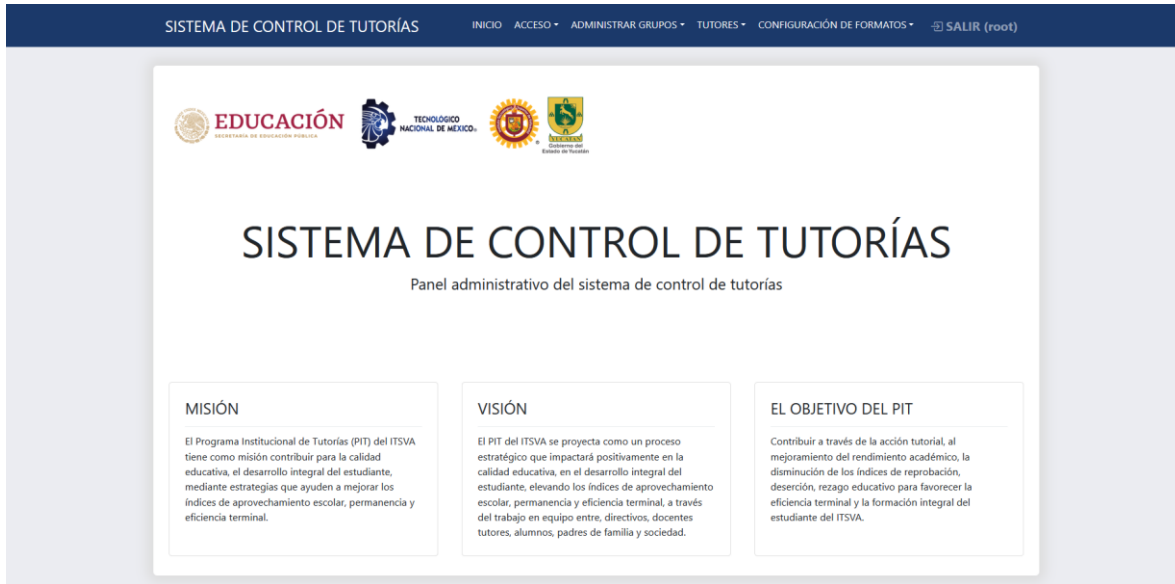 SISTEMA DE CONTROL DE TUTORÍAS INICIO ACCESO ADMINISTRAR GRUPOS TUTORES CONFIGURACIÓN DE FORMATOS SALIR (root)
EDUCACIÓN
SECRETARÍA DE EDUCACIÓN PÚBLICA
TECNOLÓGICO
NACIONAL DE MÉXICO®
®
YUCATÁN
Gobierno del
Estado de Yucatán
SISTEMA DE CONTROL DE TUTORÍAS
Panel administrativo del sistema de control de tutorías
MISIÓN
El Programa Institucional de Tutorías (PIT) del ITSVA
tiene como misión contribuir para la calidad
educativa, el desarrollo integral del estudiante,
mediante estrategias que ayuden a mejorar los
índices de aprovechamiento escolar, permanencia y
eficiencia terminal.
VISIÓN
El PIT del ITSVA se proyecta como un proceso
estratégico que impactará positivamente en la
calidad educativa, en el desarrollo integral del
estudiante, elevando los índices de aprovechamiento
escolar, permanencia y eficiencia terminal, a través
del trabajo en equipo entre, directivos, docentes
tutores, alumnos, padres de familia y sociedad.
EL OBJETIVO DEL PIT
Contribuir a través de la acción tutorial, al
mejoramiento del rendimiento académico, la
disminución de los índices de reprobación,
deserción, rezago educativo para favorecer la
eficiencia terminal y la formación integral del
estudiante del ITSVA.